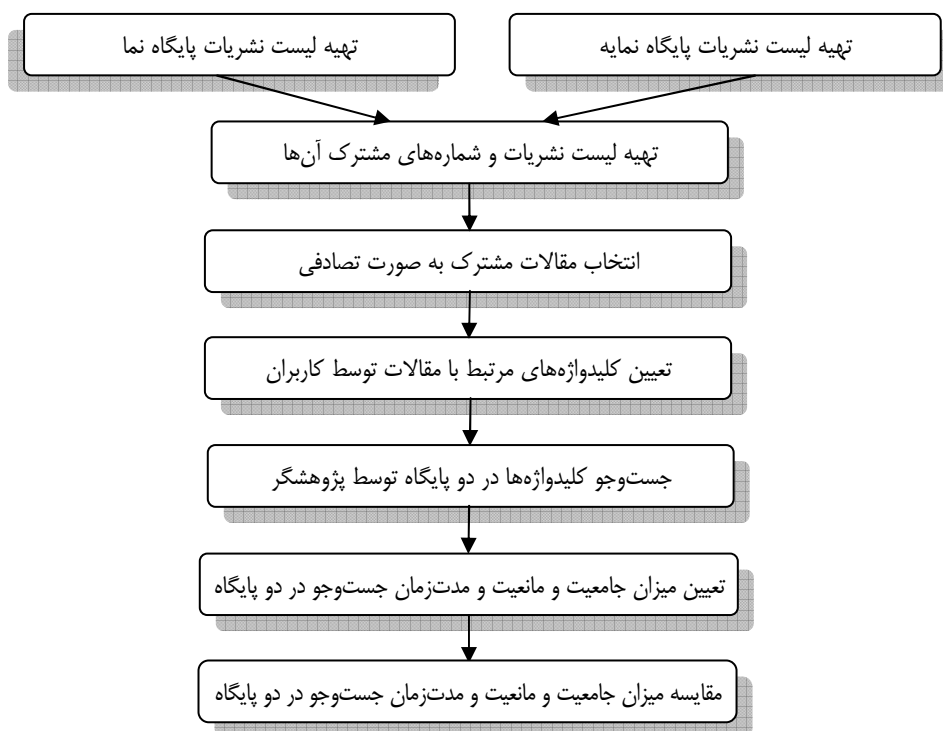 تهیه لیست نشریات پایگاه نمایه
تهیه لیست نشریات پایگاه نما
تهیه لیست نشریات و شماره‌های مشترک آن‌ها
انتخاب مقالات مشترک به صورت تصادفی
تعیین کلیدواژه‌های مرتبط با مقالات توسط کاربران
جست‌وجو کلیدواژه‌ها در دو پایگاه توسط پژوهشگر
تعیین میزان جامعیت و مانعیت و مدت‌زمان جست‌وجو در دو پایگاه
مقایسه میزان جامعیت و مانعیت و مدت‌زمان جست‌وجو در دو پایگاه